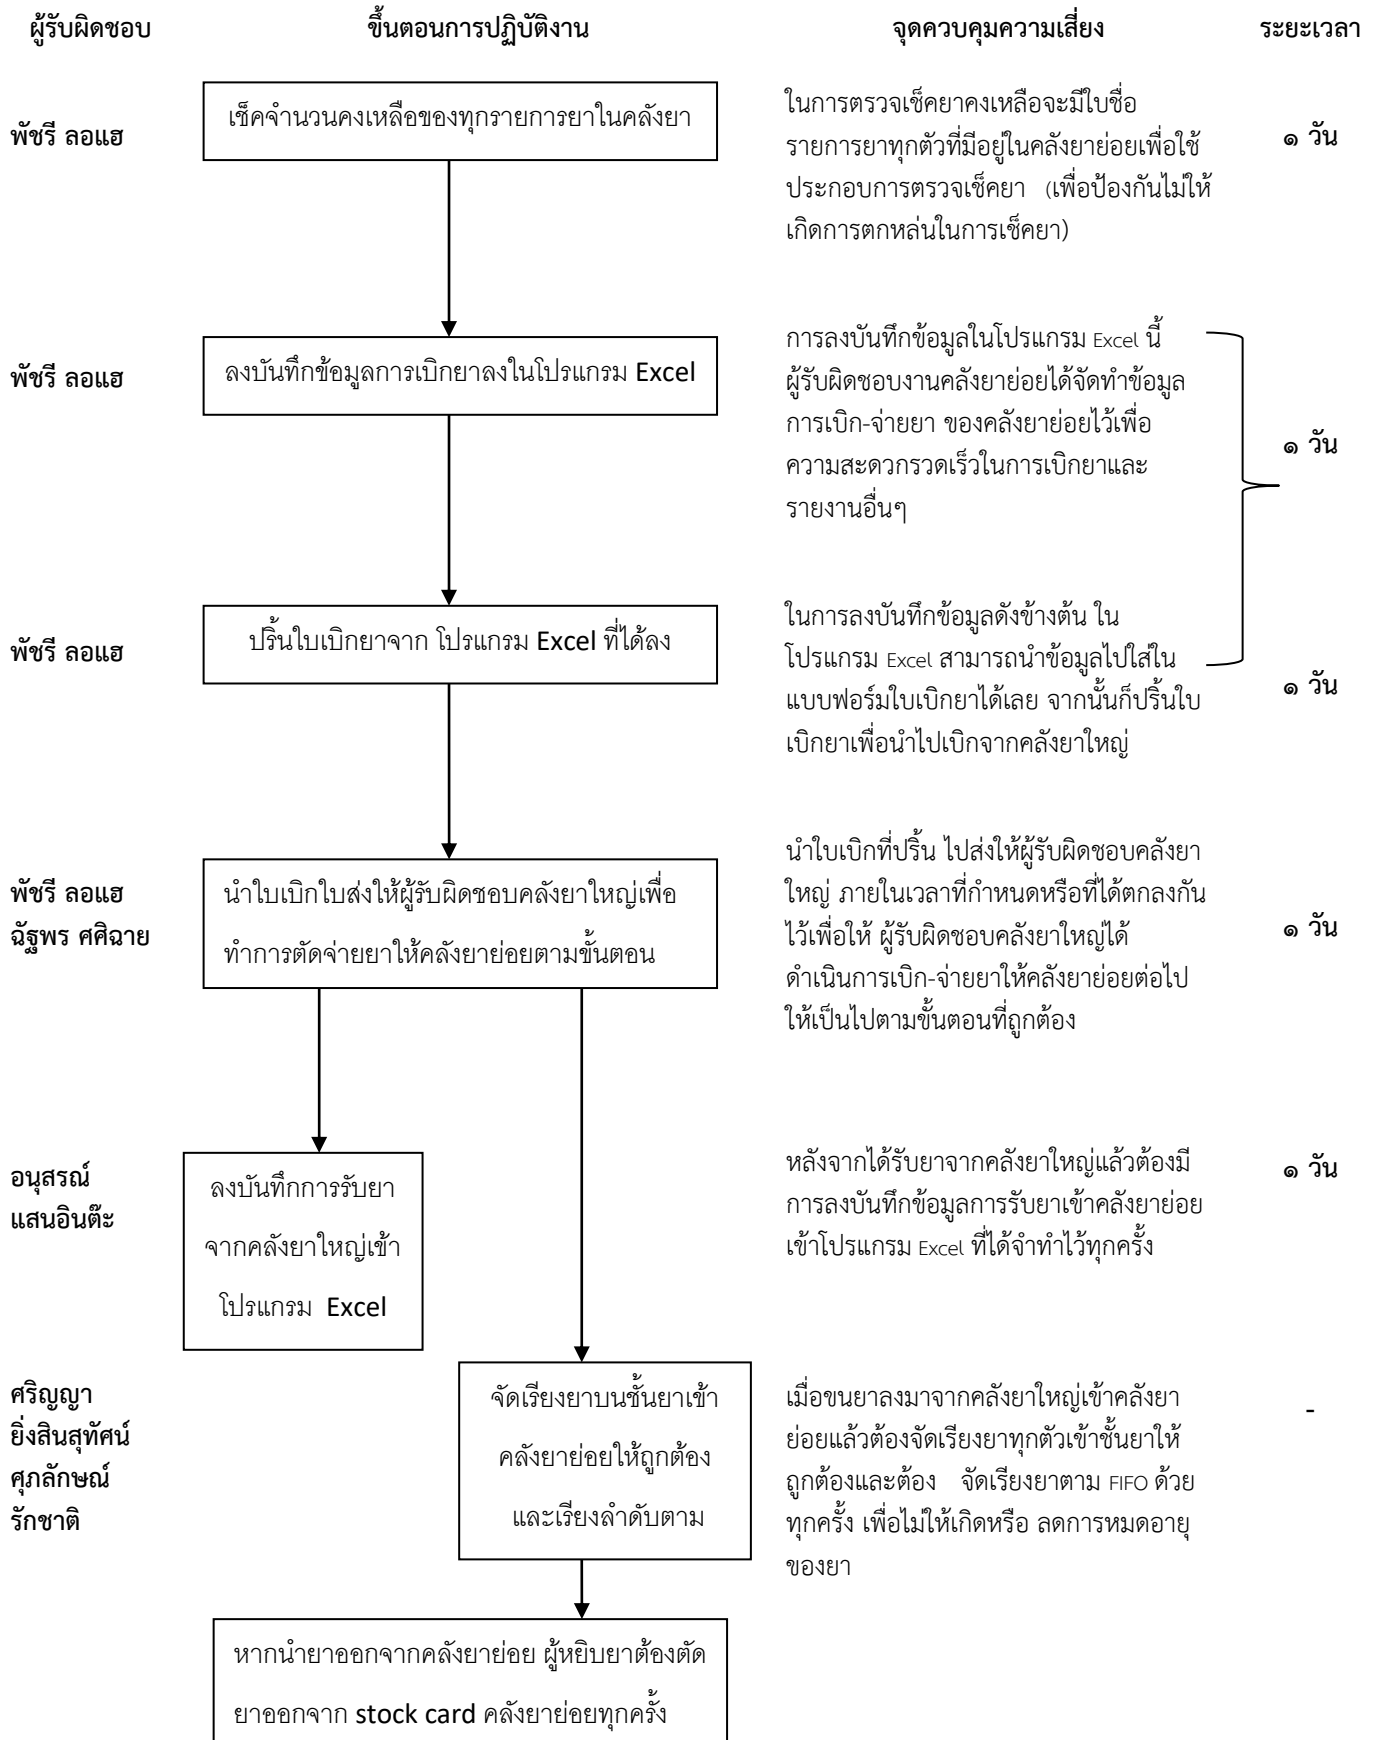 ผู้รับผิดชอบ ขึ้นตอนการปฏิบัติงาน จุดควบคุมความเสี่ยง ระยะเวลา
พัชรี ลอแฮ
เช็คจำนวนคงเหลือของทุกรายการยาในคลังยา
ในการตรวจเช็คยาคงเหลือจะมีใบชื่อ
รายการยาทุกตัวที่มีอยู่ในคลังยาย่อยเพื่อใช้
ประกอบการตรวจเช็คยา (เพื่อป้องกันไม่ให้
เกิดการตกหล่นในการเช็คยา)
๑ วัน
พัชรี ลอแฮ
ลงบันทึกข้อมูลการเบิกยาลงในโปรแกรม Excel
การลงบันทึกข้อมูลในโปรแกรม Excel นี้
ผู้รับผิดชอบงานคลังยาย่อยได้จัดทำข้อมูล
การเบิก-จ่ายยา ของคลังยาย่อยไว้เพื่อ
ความสะดวกรวดเร็วในการเบิกยาและ
รายงานอื่นๆ
๑ วัน
พัชรี ลอแฮ
ปริ้นใบเบิกยาจาก โปรแกรม Excel ที่ได้ลง
ในการลงบันทึกข้อมูลดังข้างต้น ใน
โปรแกรม Excel สามารถนำข้อมูลไปใส่ใน
แบบฟอร์มใบเบิกยาได้เลย จากนั้นก็ปริ้นใบ
เบิกยาเพื่อนำไปเบิกจากคลังยาใหญ่
๑ วัน
พัชรี ลอแฮ
ฉัฐพร ศศิฉาย
นำใบเบิกใบส่งให้ผู้รับผิดชอบคลังยาใหญ่เพื่อ
ทำการตัดจ่ายยาให้คลังยาย่อยตามขั้นตอน
นำใบเบิกที่ปริ้น ไปส่งให้ผู้รับผิดชอบคลังยา
ใหญ่ ภายในเวลาที่กำหนดหรือที่ได้ตกลงกัน
ไว้เพื่อให้ ผู้รับผิดชอบคลังยาใหญ่ได้
ดำเนินการเบิก-จ่ายยาให้คลังยาย่อยต่อไป
ให้เป็นไปตามขั้นตอนที่ถูกต้อง
๑ วัน
อนุสรณ์
แสนอินต๊ะ
ลงบันทึกการรับยา
จากคลังยาใหญ่เข้า
โปรแกรม Excel
หลังจากได้รับยาจากคลังยาใหญ่แล้วต้องมี
การลงบันทึกข้อมูลการรับยาเข้าคลังยาย่อย
เข้าโปรแกรม Excel ที่ได้จำทำไว้ทุกครั้ง
๑ วัน
ศริญญา
ยิ่งสินสุทัศน์
ศุภลักษณ์
รักชาติ
จัดเรียงยาบนชั้นยาเข้า
คลังยาย่อยให้ถูกต้อง
และเรียงลำดับตาม
เมื่อขนยาลงมาจากคลังยาใหญ่เข้าคลังยา
ย่อยแล้วต้องจัดเรียงยาทุกตัวเข้าชั้นยาให้
ถูกต้องและต้อง จัดเรียงยาตาม FIFO ด้วย
ทุกครั้ง เพื่อไม่ให้เกิดหรือ ลดการหมดอายุ
ของยา
-
หากนำยาออกจากคลังยาย่อย ผู้หยิบยาต้องตัด
ยาออกจาก stock card คลังยาย่อยทุกครั้ง